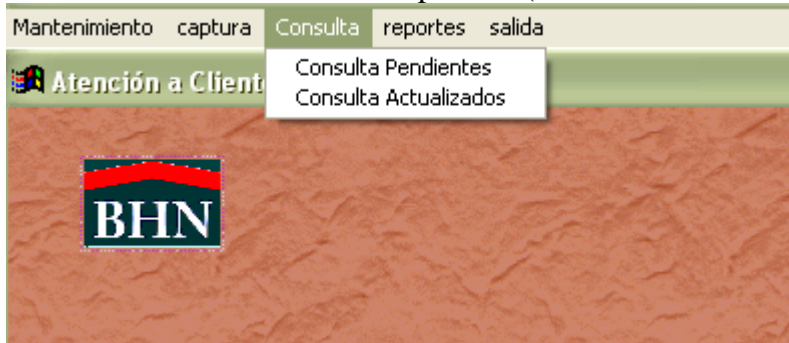 Mantenimiento captura Consulta reportes salida
Consulta Pendientes
Atención a Client
Consulta Actualizados
BHN